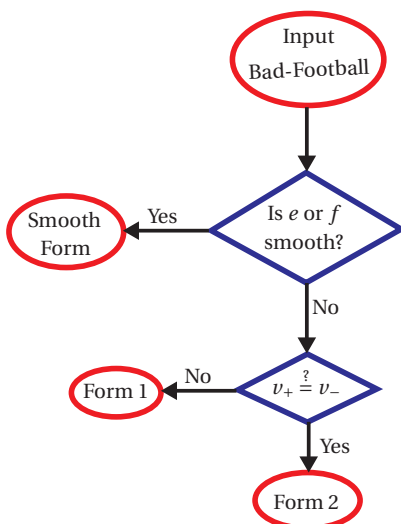 Input
Bad-Football
Is e or f
smooth?
Yes
Smooth
Form
No
v₊ ≟ v₋
No
Form 1
Yes
Form 2